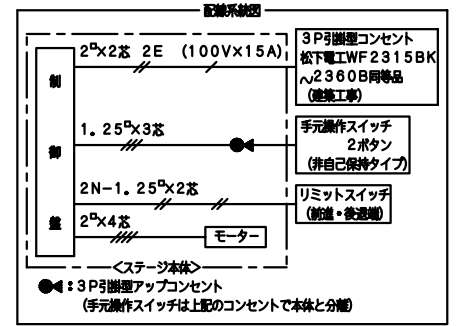 配線系統図
2□×2芯 2E (100V×15A)
3P引掛型コンセント
松下電工WF2315BK
～2360B同等品
(建築工事)
制
御
盤
1．25□×3芯
手元操作スイッチ
2ボタン
(非自己保持タイプ)
2N-1．25□×2芯
リミットスイッチ
(前進・後退端)
2□×4芯
モーター
<ステージ本体>
：3P引掛型アップコンセント
(手元操作スイッチは上記のコンセントで本体と分離)